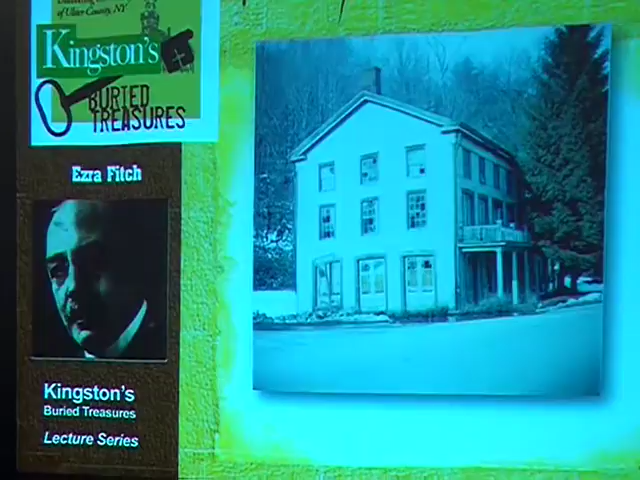 of Ulster County, NY
Kingston's
BURIED
TREASURES
Ezra Fitch
Kingston's
Buried Treasures
Lecture Series